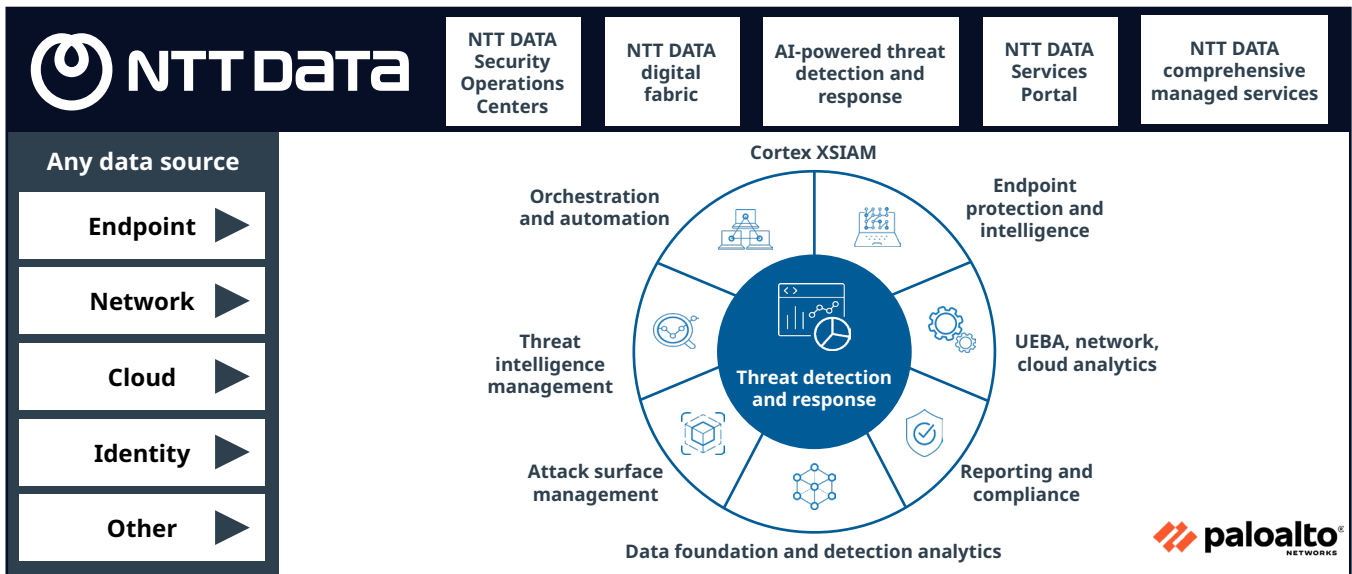 NTT DATA
NTT DATA
Security
Operations
Centers
NTT DATA
digital
fabric
AI-powered threat
detection and
response
NTT DATA
Services
Portal
NTT DATA
comprehensive
managed services
Any data source
Endpoint
Network
Cloud
Identity
Other
Cortex XSIAM
Orchestration
and automation
Endpoint
protection and
intelligence
Threat
intelligence
management
UEBA, network,
cloud analytics
Threat detection
and response
Attack surface
management
Reporting and
compliance
Data foundation and detection analytics
paloalto®
NETWORKS